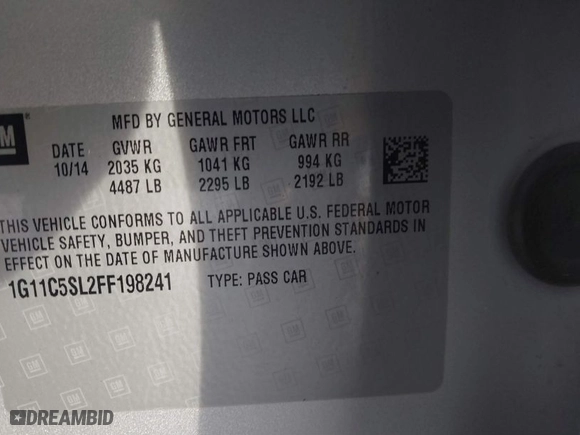 GM ®
MFD BY GENERAL MOTORS LLC
DATE GVWR GAWR FRT GAWR RR
10/14 2035 KG 1041 KG 994 KG
4487 LB 2295 LB 2192 LB
THIS VEHICLE CONFORMS TO ALL APPLICABLE U.S. FEDERAL MOTOR
VEHICLE SAFETY, BUMPER, AND THEFT PREVENTION STANDARDS IN
EFFECT ON THE DATE OF MANUFACTURE SHOWN ABOVE.
1G11C5SL2FF198241 TYPE: PASS CAR
DREAMBID